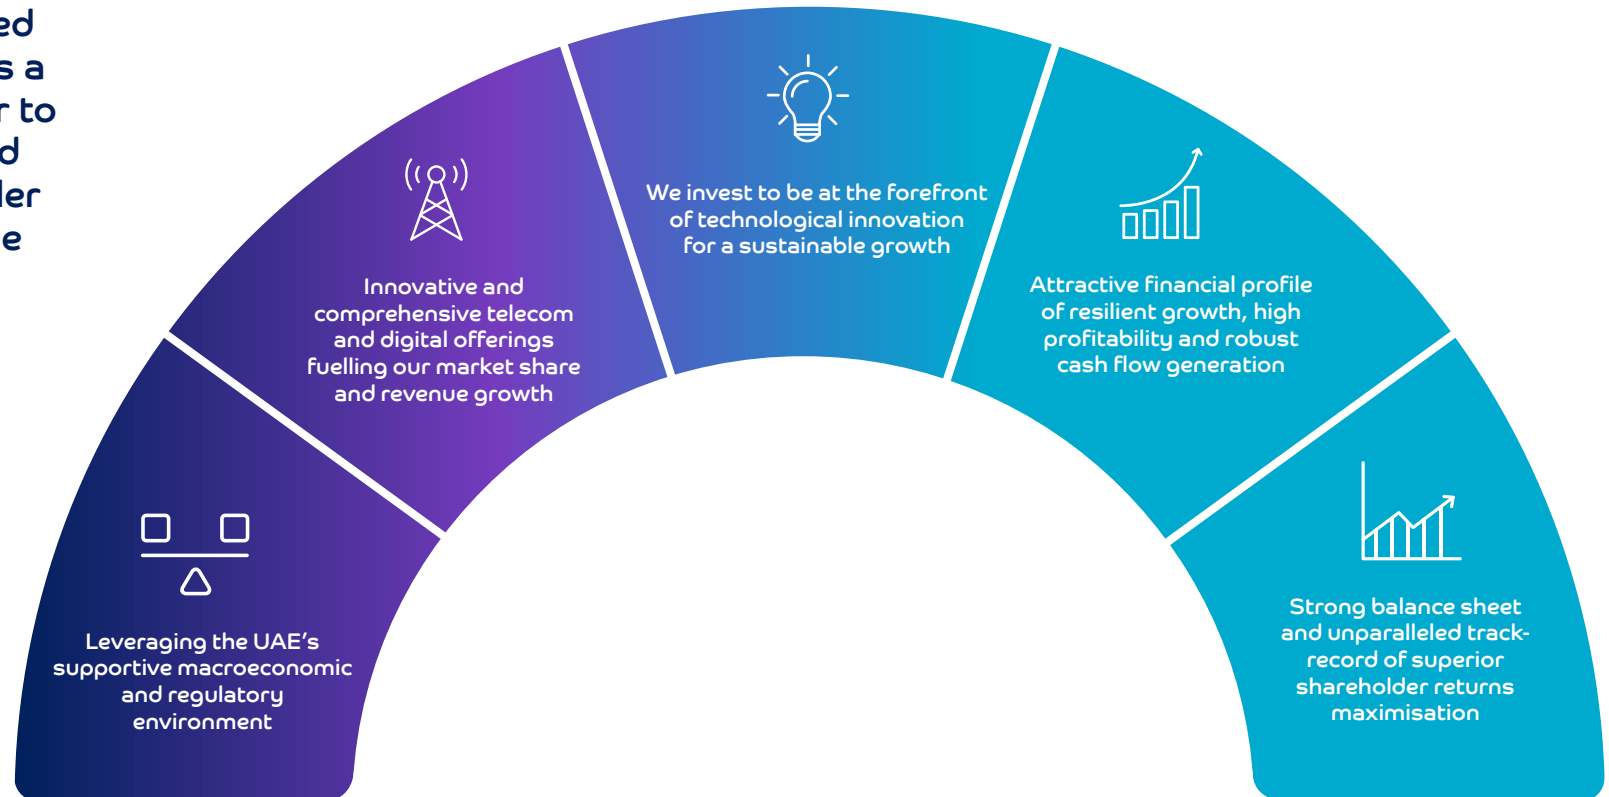 s a
r to
Leveraging the UAE's
supportive macroeconomic
and regulatory
environment
Innovative and
comprehensive telecom
and digital offerings
fuelling our market share
and revenue growth
We invest to be at the forefront
of technological innovation
for a sustainable growth
Attractive financial profile
of resilient growth, high
profitability and robust
cash flow generation
Strong balance sheet
and unparalleled track-
record of superior
shareholder returns
maximisation